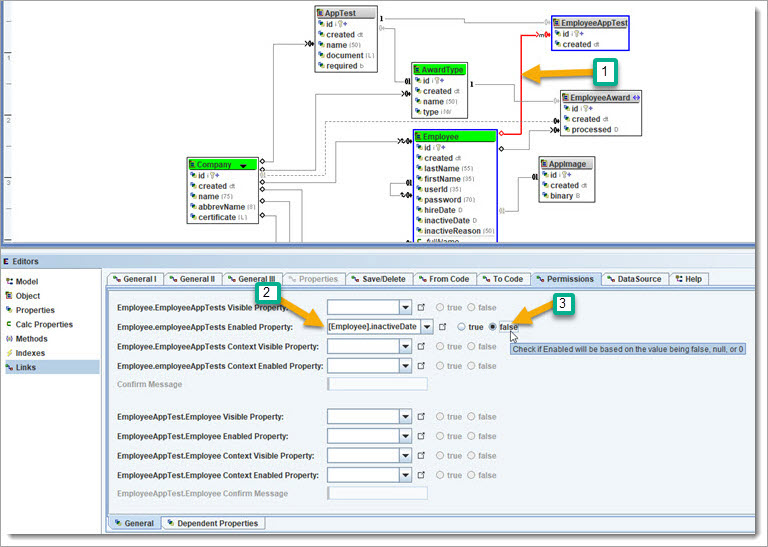 1
2
3
AppTest
id
created dt
name (50)
document (L)
required b
1
EmployeeAppTest
id
created dt
1
AwardType
id
created dt
name (50)
type (10)
1
EmployeeAward
id
created dt
processed D
Employee
id
created dt
lastName (55)
firstName (35)
userId (35)
password (70)
hireDate D
inactiveDate D
inactiveReason (50)
fullName
AppImage
id
created dt
binary B
Company
id
created dt
name (75)
abbrevName (8)
certificate (L)
E Editors
Model
Object
Properties
C Calc Properties
Methods
Indexes
Links
General I
General II
General III
Properties
Save/Delete
From Code
To Code
Permissions
DataSource
Help
2
3
Employee.EmployeeAppTests Visible Property:
true false
Employee.employeeAppTests Enabled Property: [Employee].inactiveDate
true false
Employee.employeeAppTests Context Visible Property:
Check if Enabled will be based on the value being false, null, or 0
Employee.employeeAppTests Context Enabled Property:
true false
Confirm Message
EmployeeAppTest.Employee Visible Property:
true false
EmployeeAppTest.Employee Enabled Property:
true false
EmployeeAppTest.Employee Context Visible Property:
true false
EmployeeAppTest.Employee Context Enabled Property:
true false
EmployeeAppTest.Employee Confirm Message
General
Dependent Properties